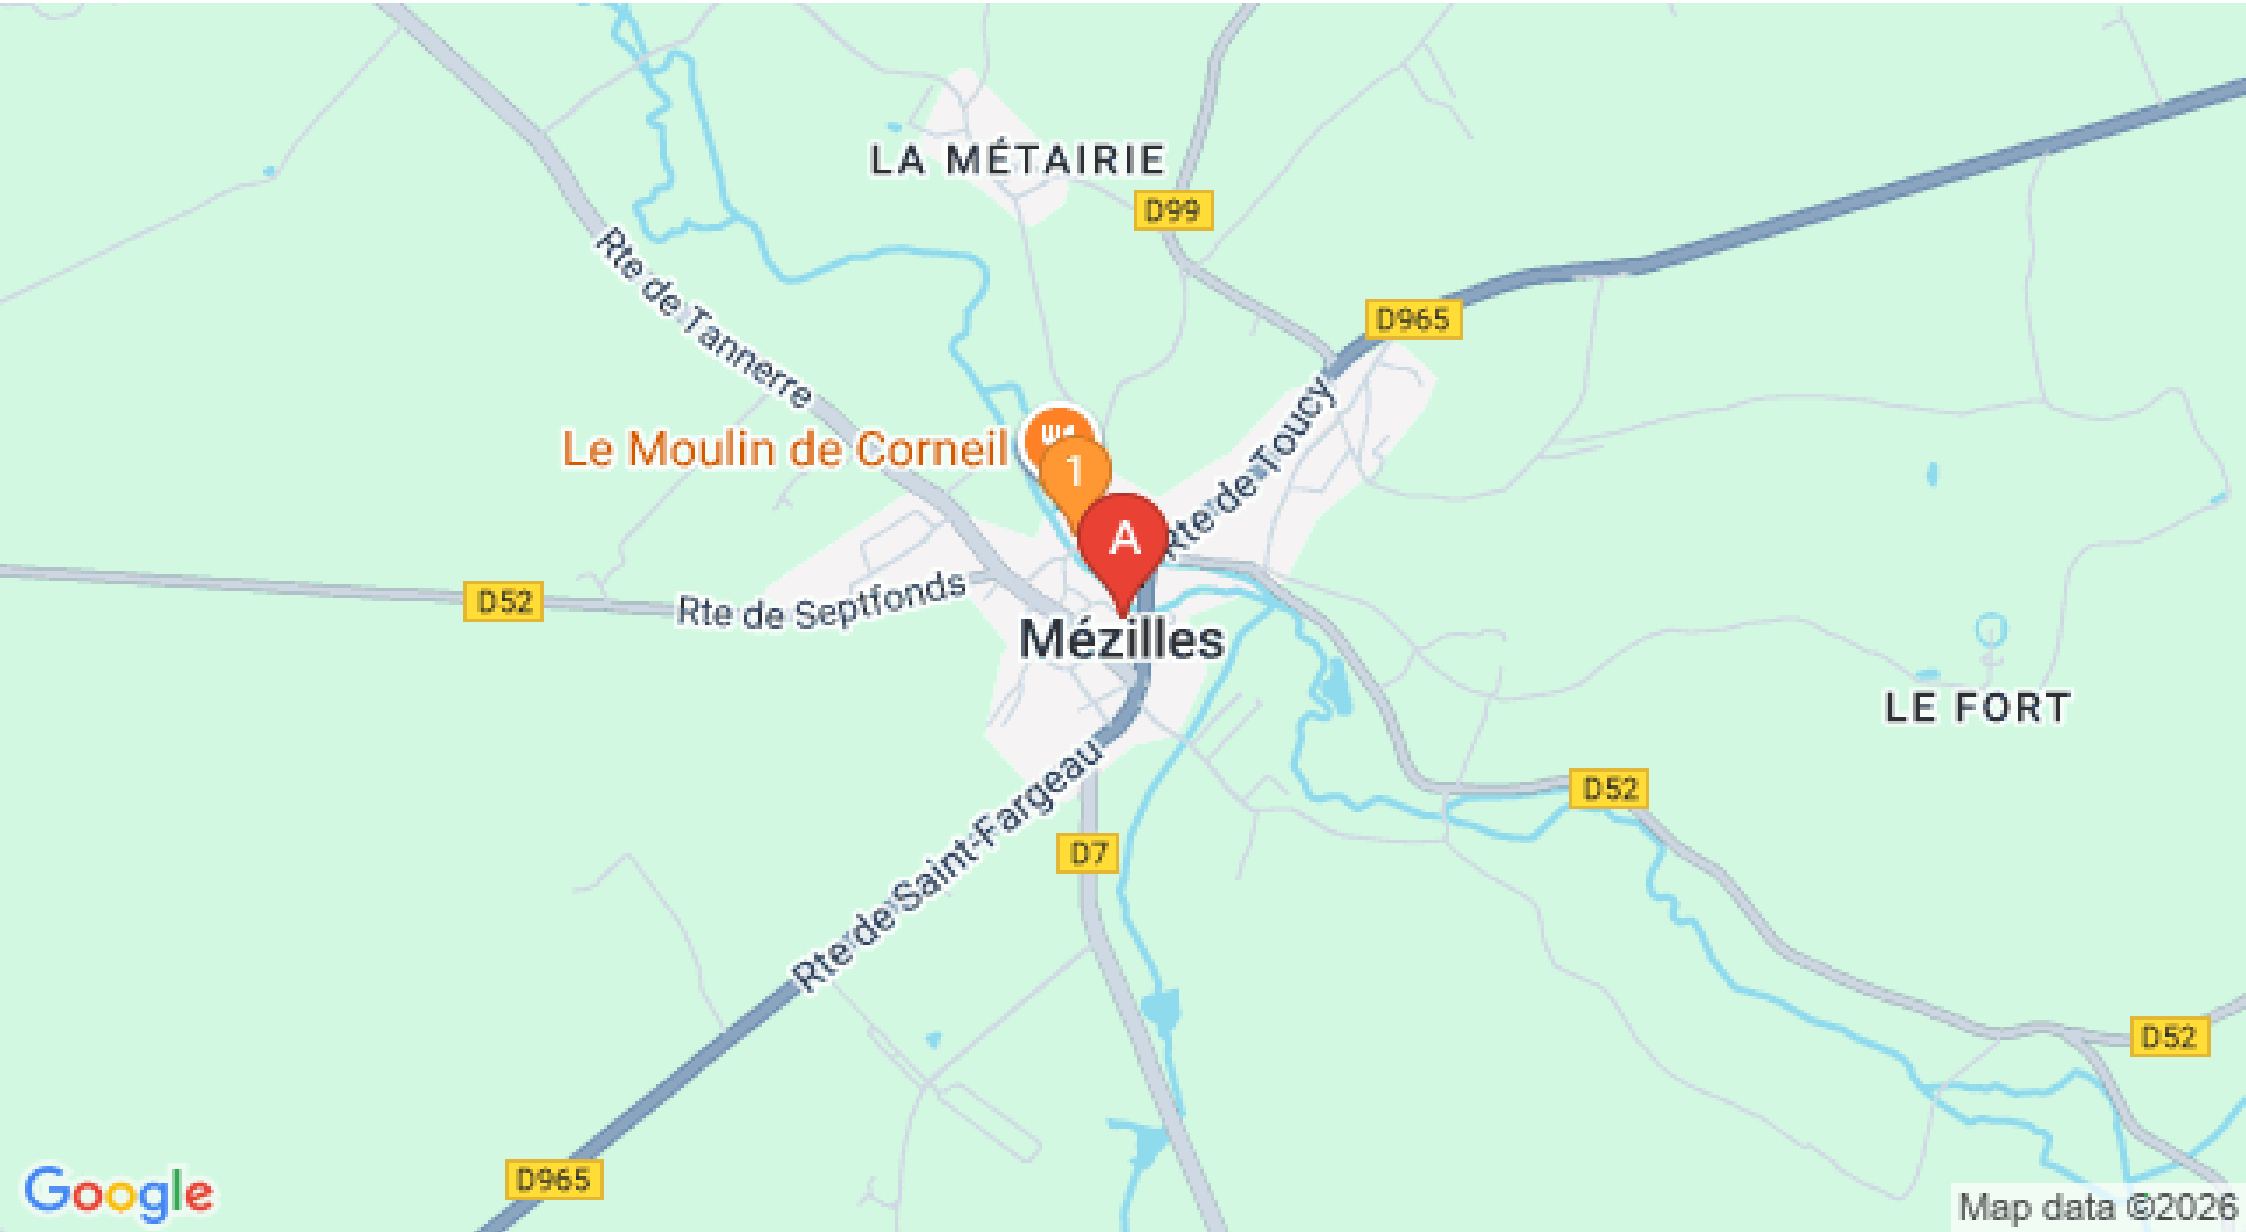 LA MÉTAIRIE
D99
Rte de Tannerre
D965
Rte de Toucy
Le Moulin de Corneil
1
A
D52
Rte de Septfonds
Mézilles
LE FORT
D52
Rte de Saint-Fargeau
D7
D52
D965
Google
Map data ©2026